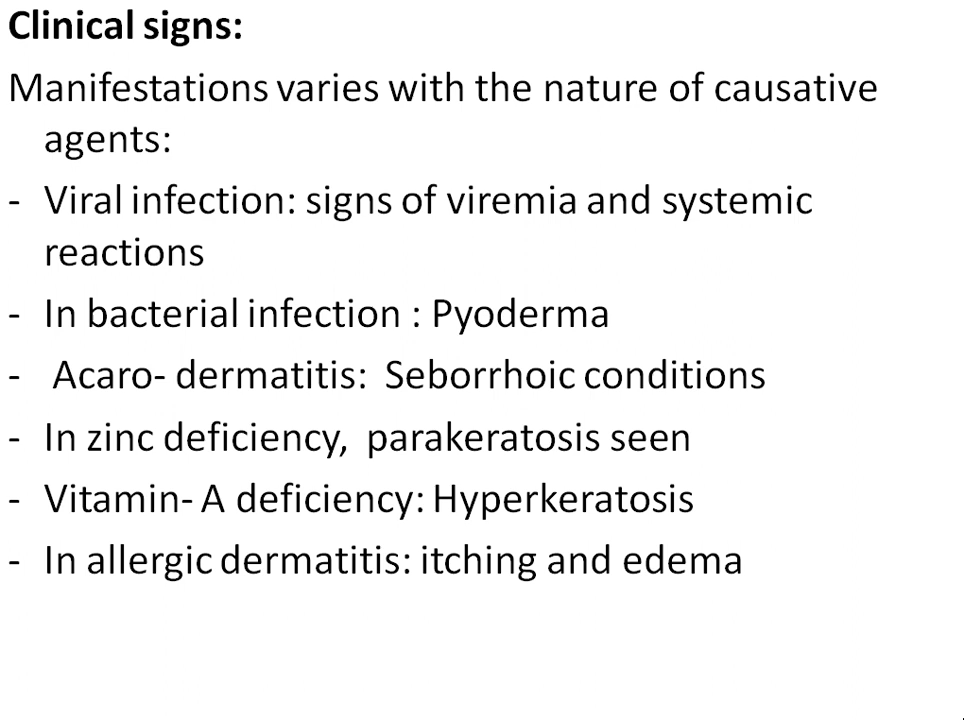 Clinical signs:
Manifestations varies with the nature of causative
agents:
- Viral infection: signs of viremia and systemic
reactions
- In bacterial infection : Pyoderma
- Acaro- dermatitis: Seborrhoic conditions
- In zinc deficiency, parakeratosis seen
- Vitamin- A deficiency: Hyperkeratosis
- In allergic dermatitis: itching and edema